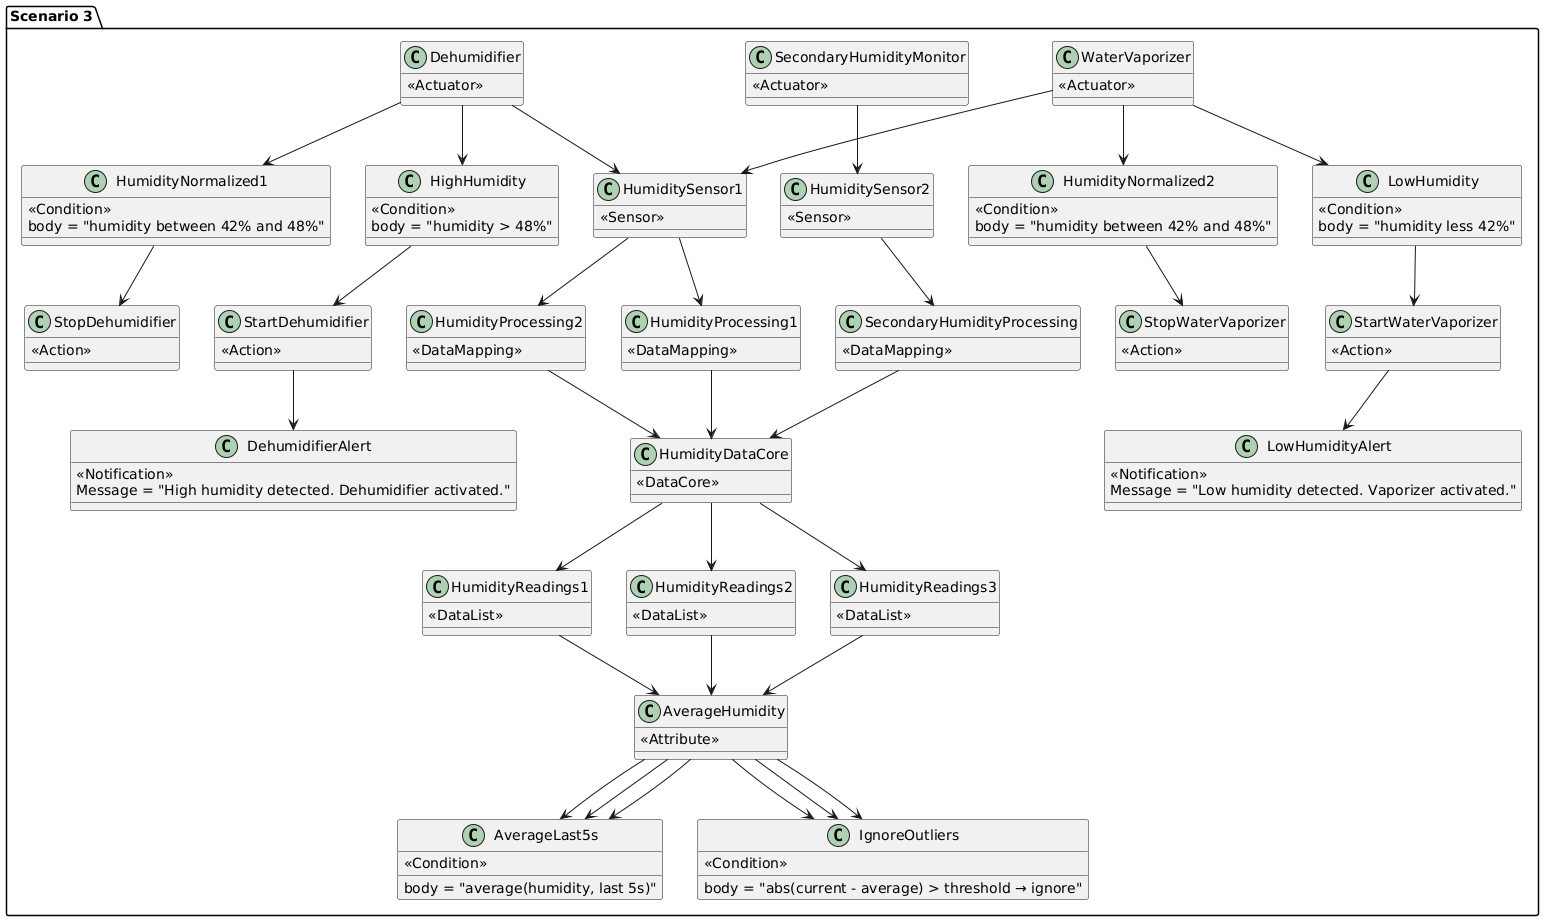 Scenario 3
C Dehumidifier
«Actuator»
C SecondaryHumidityMonitor
«Actuator»
C WaterVaporizer
«Actuator»
C HumidityNormalized1
«Condition»
body = "humidity between 42% and 48%"
C HighHumidity
«Condition»
body = "humidity > 48%"
C HumiditySensor1
«Sensor»
C HumiditySensor2
«Sensor»
C HumidityNormalized2
«Condition»
body = "humidity between 42% and 48%"
C LowHumidity
«Condition»
body = "humidity less 42%"
C StopDehumidifier
«Action»
C StartDehumidifier
«Action»
C HumidityProcessing2
«DataMapping»
C HumidityProcessing1
«DataMapping»
C SecondaryHumidityProcessing
«DataMapping»
C StopWaterVaporizer
«Action»
C StartWaterVaporizer
«Action»
C DehumidifierAlert
«Notification»
Message = "High humidity detected. Dehumidifier activated."
C HumidityDataCore
«DataCore»
C LowHumidityAlert
«Notification»
Message = "Low humidity detected. Vaporizer activated."
C HumidityReadings1
«DataList»
C HumidityReadings2
«DataList»
C HumidityReadings3
«DataList»
C AverageHumidity
«Attribute»
C AverageLast5s
«Condition»
body = "average(humidity, last 5s)"
C IgnoreOutliers
«Condition»
body = "abs(current - average) > threshold → ignore"